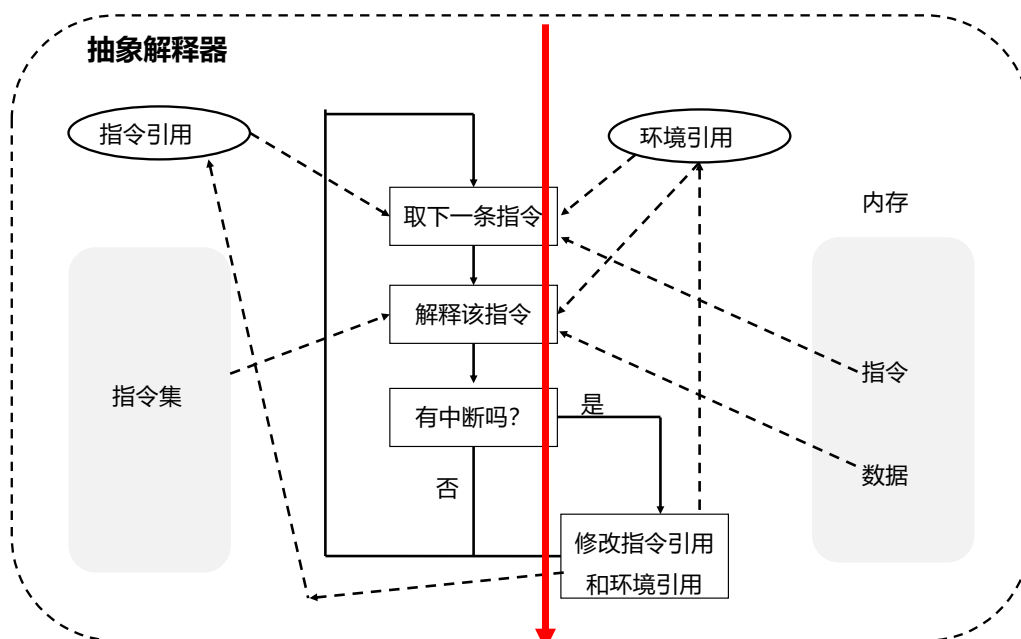 抽象解释器
指令引用
环境引用
取下一条指令
内存
解释该指令
指令
指令集
有中断吗?
是
数据
否
修改指令引用
和环境引用